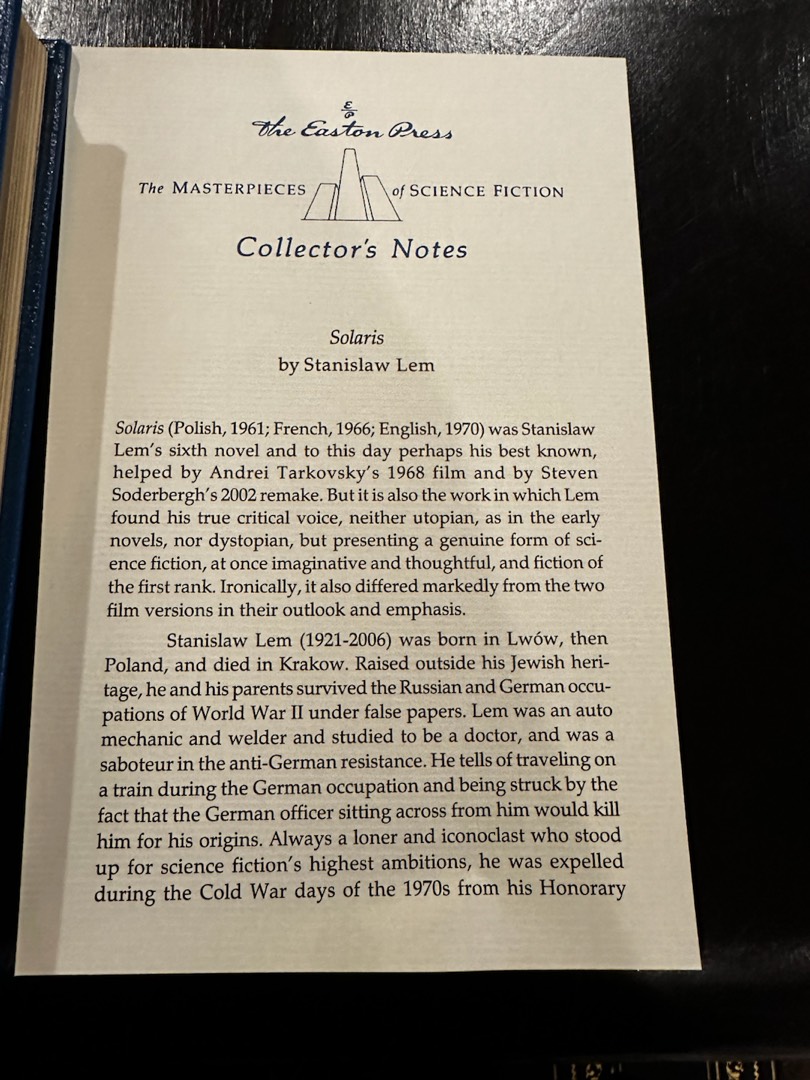 E
P
The Easton Press
The MASTERPIECES of SCIENCE FICTION
Collector's Notes
Solaris
by Stanislaw Lem
Solaris (Polish, 1961; French, 1966; English, 1970) was Stanislaw
Lem's sixth novel and to this day perhaps his best known,
helped by Andrei Tarkovsky's 1968 film and by Steven
Soderbergh's 2002 remake. But it is also the work in which Lem
found his true critical voice, neither utopian, as in the early
novels, nor dystopian, but presenting a genuine form of sci-
ence fiction, at once imaginative and thoughtful, and fiction of
the first rank. Ironically, it also differed markedly from the two
film versions in their outlook and emphasis.
Stanislaw Lem (1921-2006) was born in Lwów, then
Poland, and died in Krakow. Raised outside his Jewish heri-
tage, he and his parents survived the Russian and German occu-
pations of World War II under false papers. Lem was an auto
mechanic and welder and studied to be a doctor, and was a
saboteur in the anti-German resistance. He tells of traveling on
a train during the German occupation and being struck by the
fact that the German officer sitting across from him would kill
him for his origins. Always a loner and iconoclast who stood
up for science fiction's highest ambitions, he was expelled
during the Cold War days of the 1970s from his Honorary